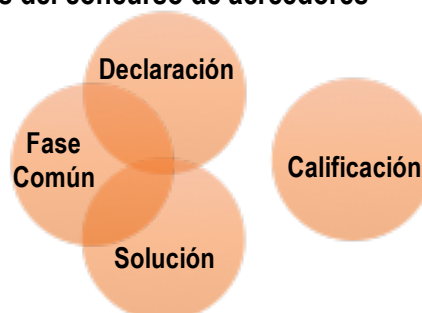 del concurso de acreedores
Declaración
Fase
Común
Calificación
Solución